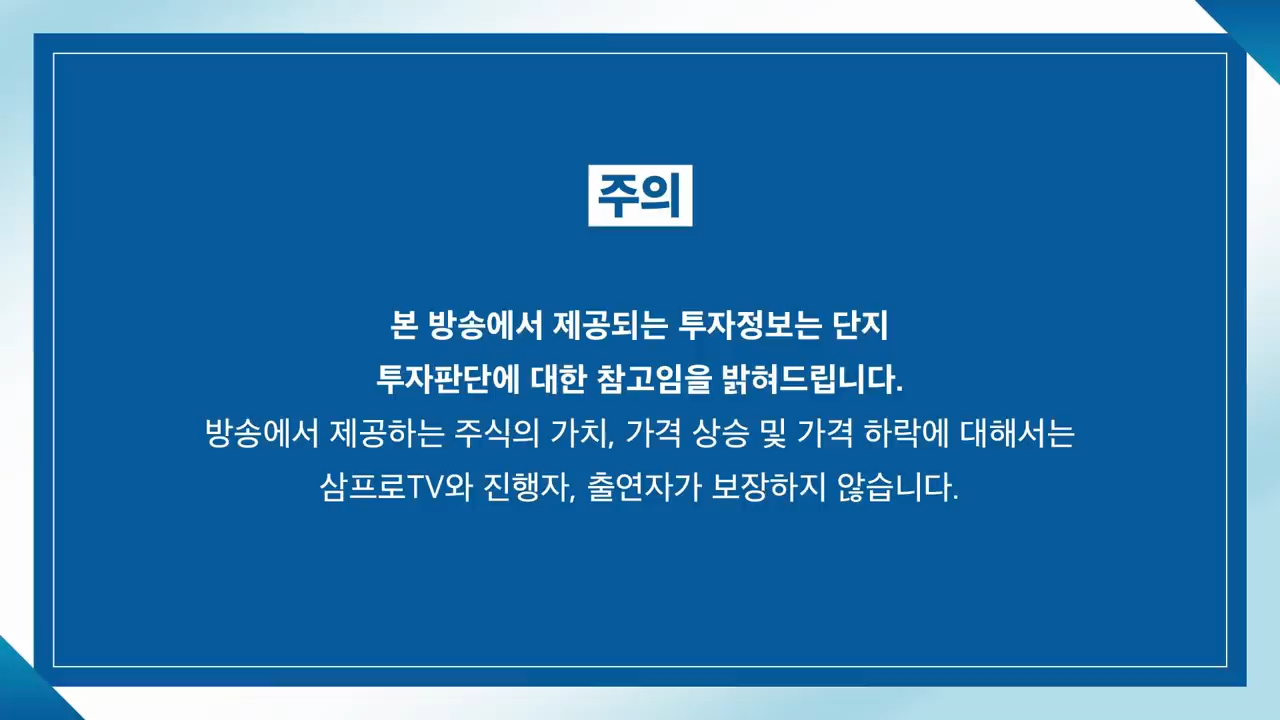 주의
본 방송에서 제공되는 투자정보는 단지
투자판단에 대한 참고임을 밝혀드립니다.
방송에서 제공하는 주식의 가치, 가격 상승 및 가격 하락에 대해서는
삼프로TV와 진행자, 출연자가 보장하지 않습니다.